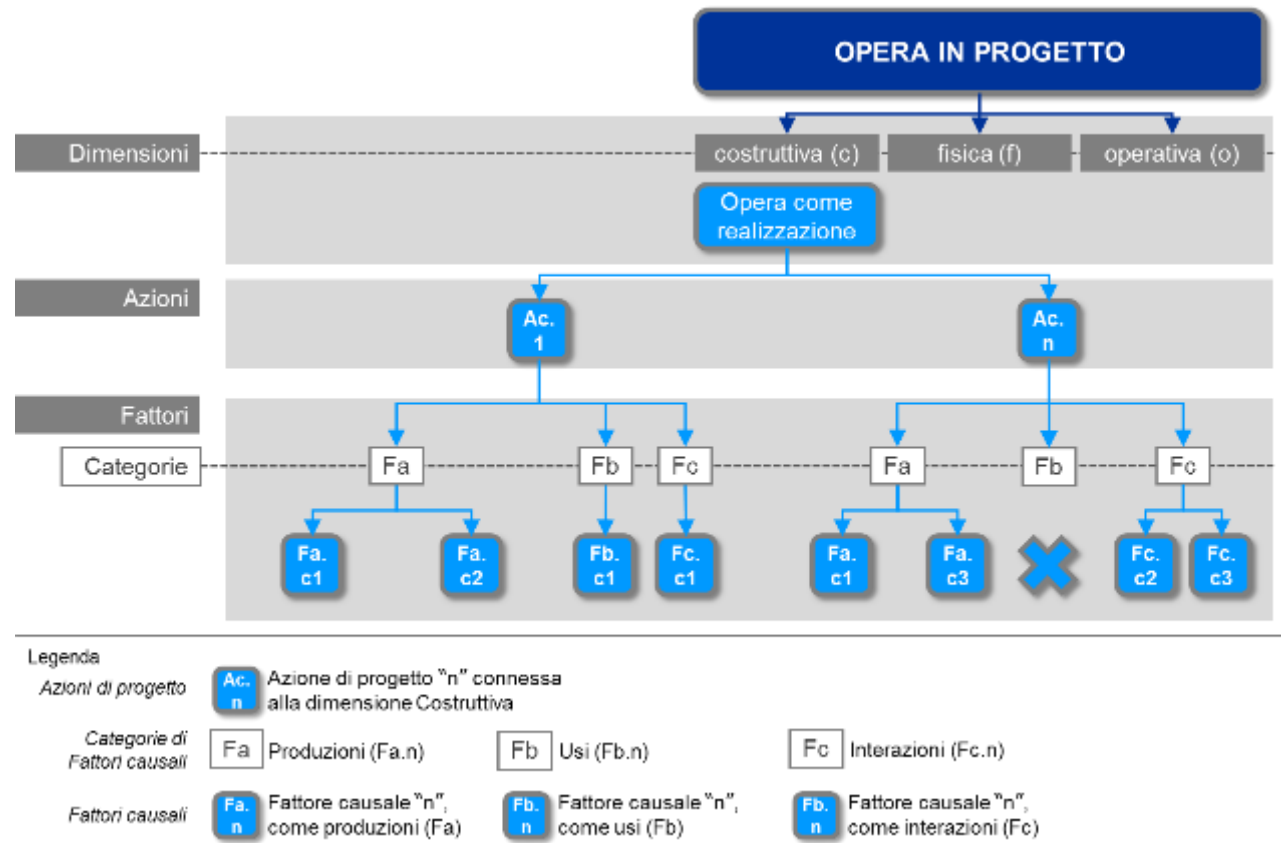 OPERA IN PROGETTO
Dimensioni
costruttiva (c)
fisica (f)
operativa (o)
Opera come
realizzazione
Azioni
Ac.
1
Ac.
n
Fattori
Categorie
Fa
Fb
Fc
Fa
Fb
Fc
Fa.
c1
Fa.
c2
Fb.
c1
Fc.
c1
Fa.
c1
Fa.
c3
Fc.
c2
Fc.
c3
Legenda
Azioni di progetto
Ac.
n
Azione di progetto "n" connessa
alla dimensione Costruttiva
Categorie di
Fattori causali
Fa
Produzioni (Fa.n)
Fb
Usi (Fb.n)
Fc
Interazioni (Fc.n)
Fattori causali
Fa.
n
Fattore causale "n",
come produzioni (Fa)
Fb.
n
Fattore causale "n",
come usi (Fb)
Fb.
n
Fattore causale "n",
come interazioni (Fc)